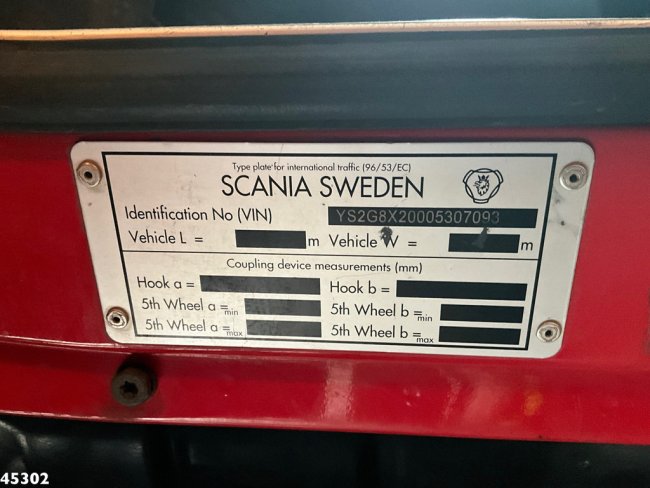 Type plate for international traffic (96/53/EC)
SCANIA SWEDEN
Identification No (VIN) YS2G8X20005307093
Vehicle L = m Vehicle W = m
Coupling device measurements (mm)
Hook a = Hook b =
5th Wheel a =min 5th Wheel b =min
5th Wheel a =max 5th Wheel b =max
45302